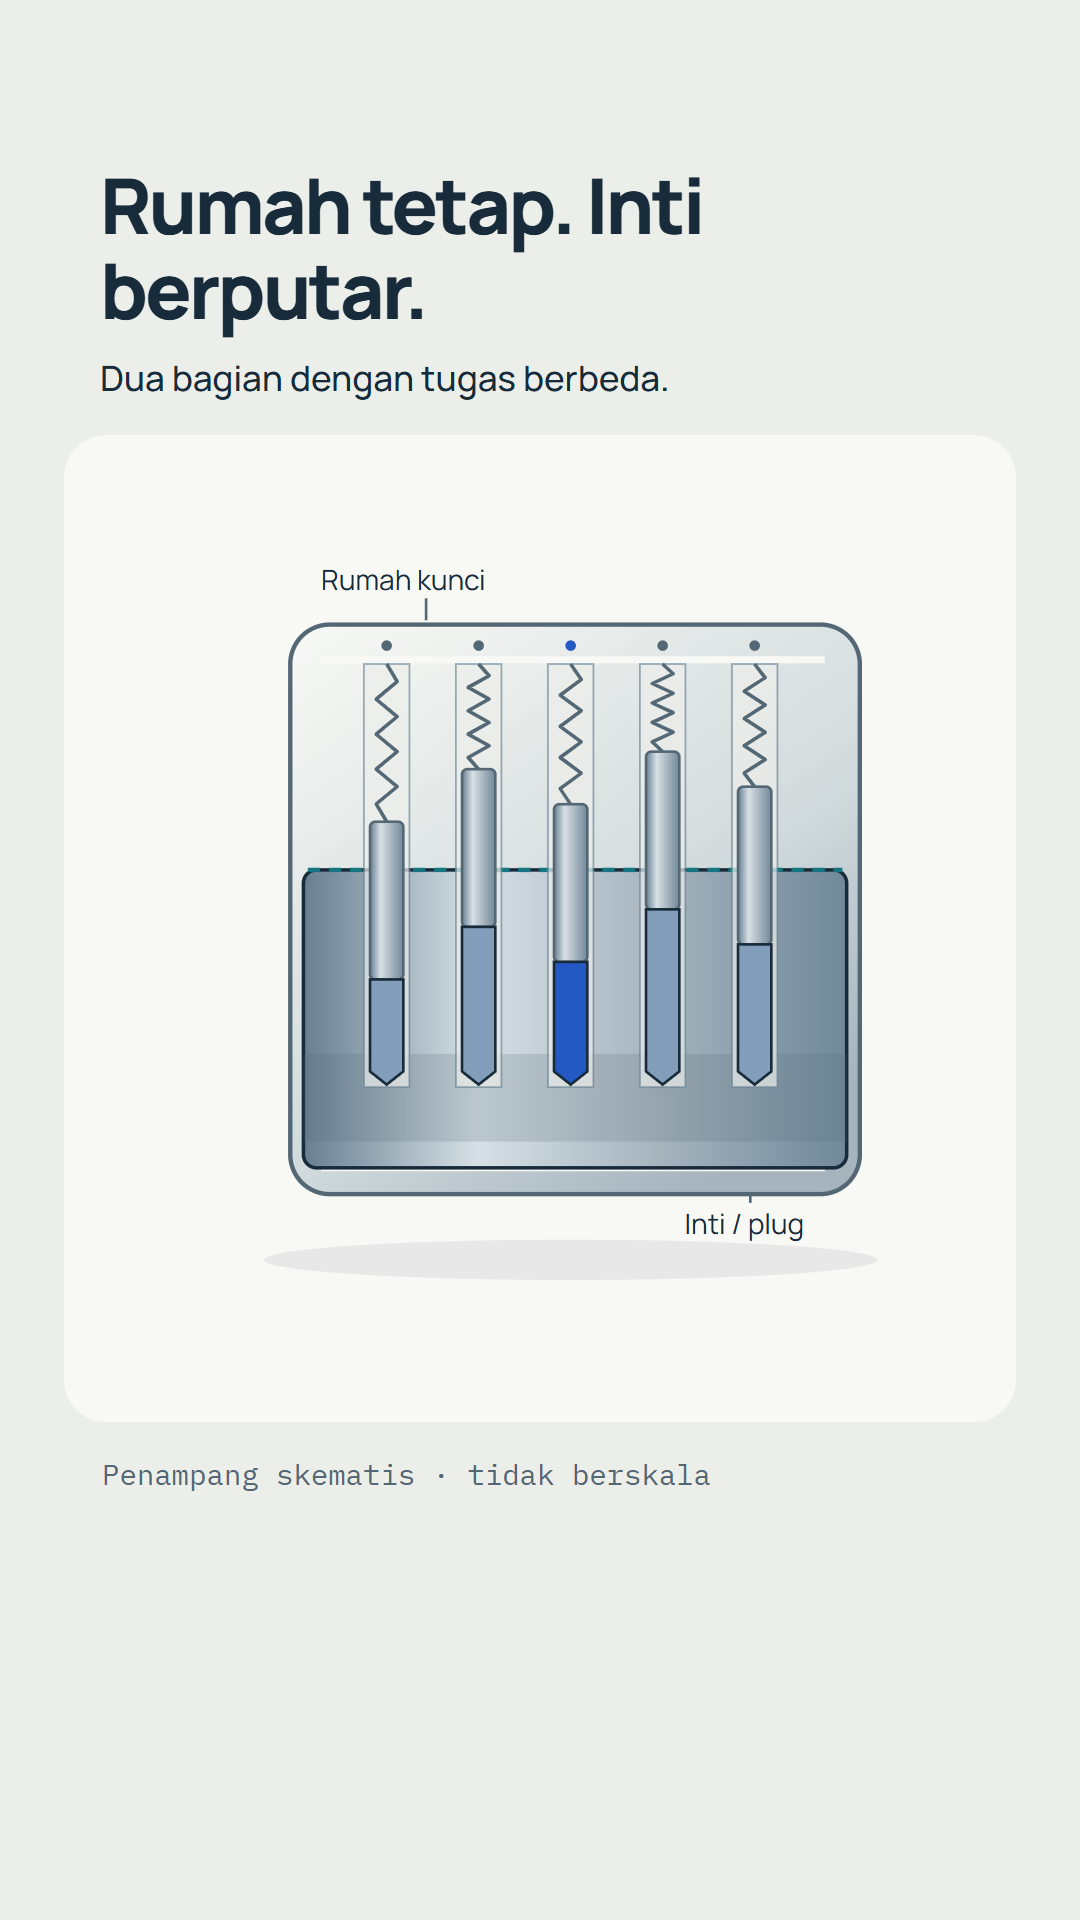 Rumah tetap. Inti
berputar.
Dua bagian dengan tugas berbeda.
Rumah kunci
Inti / plug
Penampang skematis · tidak berskala